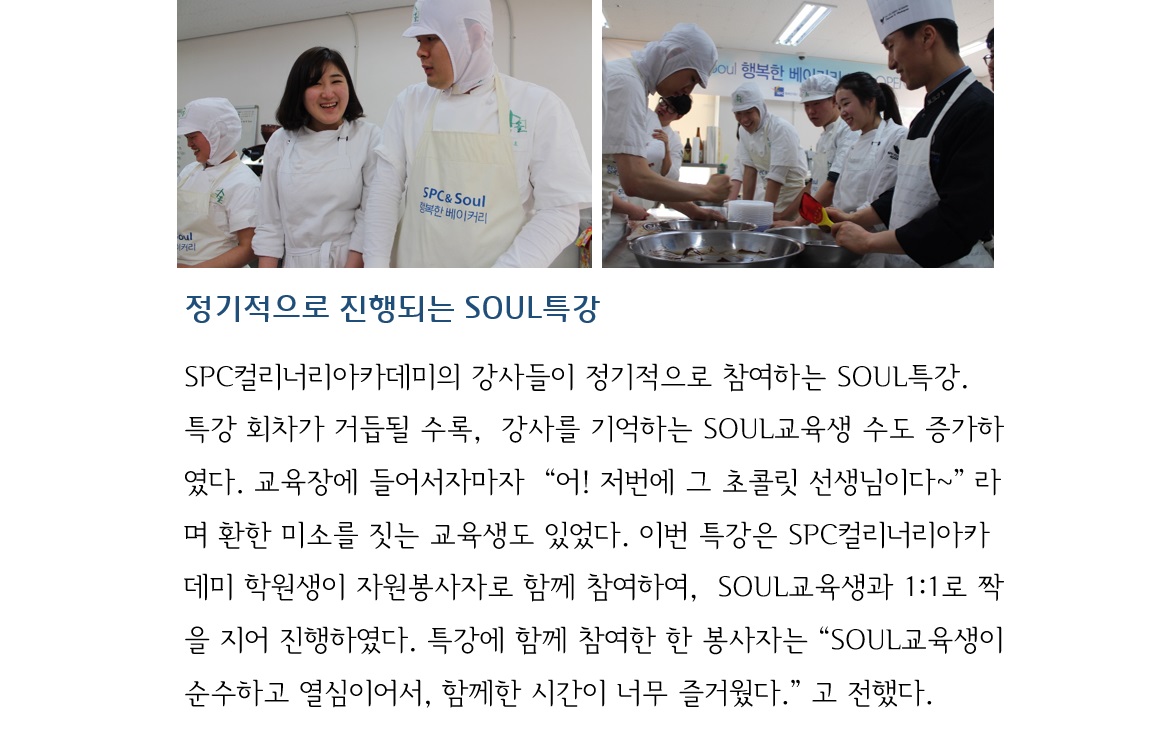 SPC&Soul
행복한 베이커리
Soul
Soul 행복한 베이커리
정기적으로 진행되는 SOUL특강
SPC컬리너리아카데미의 강사들이 정기적으로 참여하는 SOUL특강.
특강 회차가 거듭될 수록,  강사를 기억하는 SOUL교육생 수도 증가하
였다. 교육장에 들어서자마자  “어! 저번에 그 초콜릿 선생님이다~” 라
며 환한 미소를 짓는 교육생도 있었다. 이번 특강은 SPC컬리너리아카
데미 학원생이 자원봉사자로 함께 참여하여,  SOUL교육생과 1:1로 짝
을 지어 진행하였다. 특강에 함께 참여한 한 봉사자는 “SOUL교육생이
순수하고 열심이어서, 함께한 시간이 너무 즐거웠다.” 고 전했다.